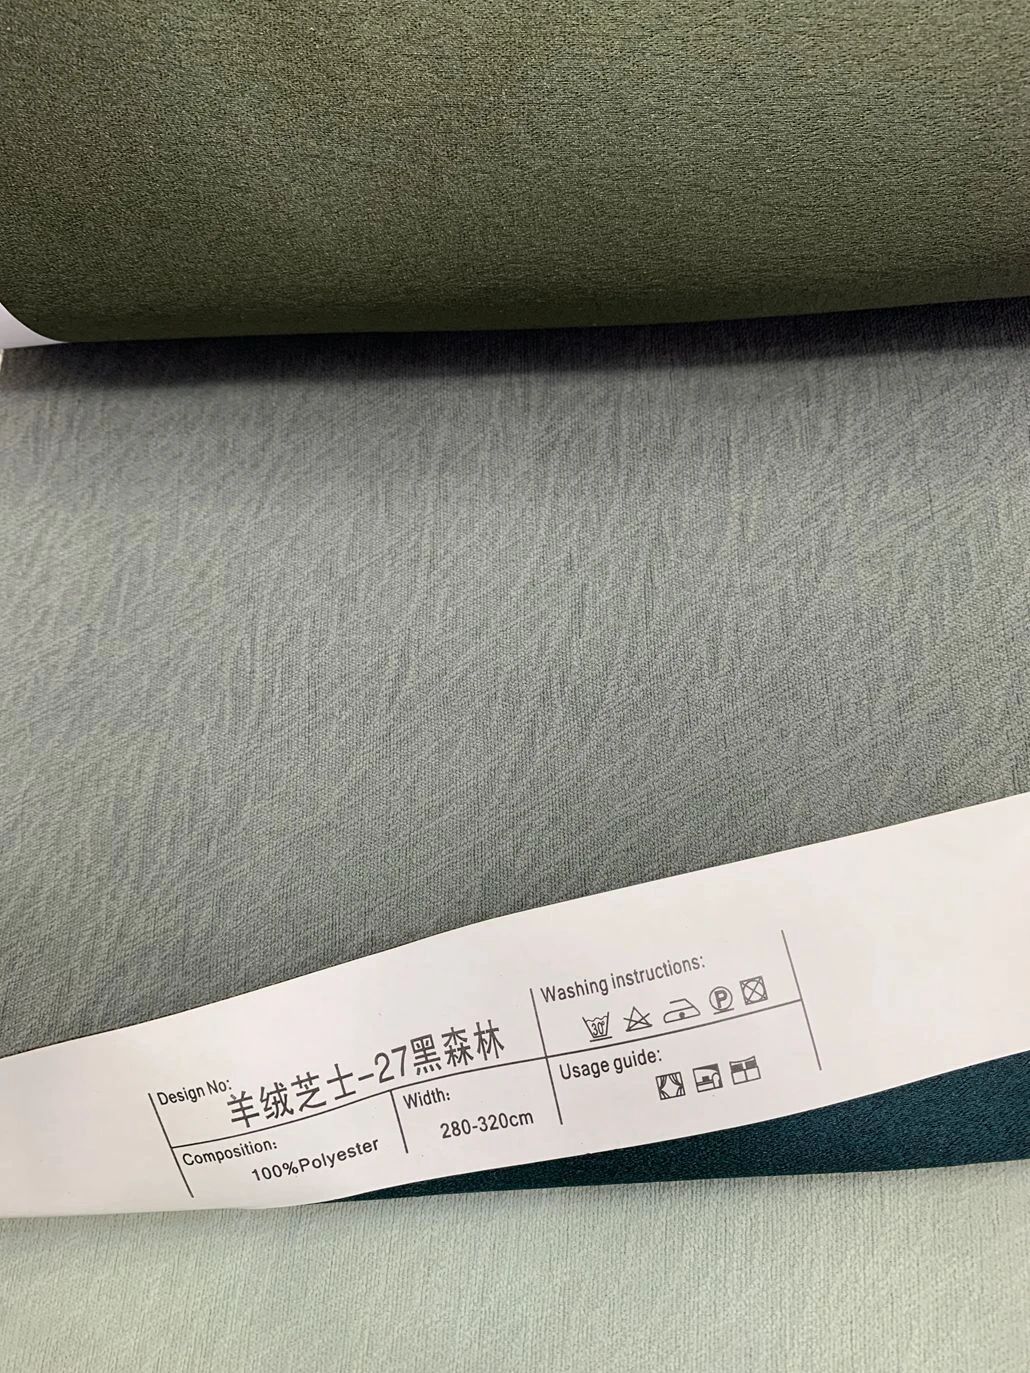 Design No:
羊绒芝士-27黑森林
Composition:
100%Polyester
Width:
280-320cm
Washing instructions:
30°
P
Usage guide: